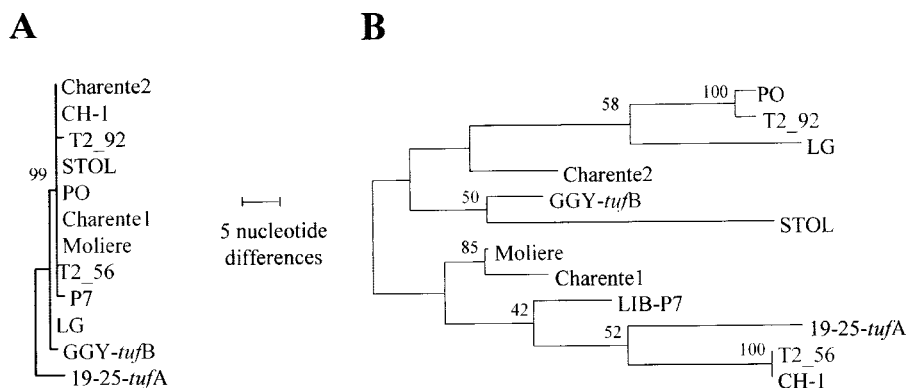 A
B
Charente2
CH-1
T2_92
STOL
99
PO
Charente1
Moliere
T2_56
P7
LG
GGY-tufB
19-25-tufA
5 nucleotide
differences
100
PO
58
T2_92
LG
Charente2
50
GGY-tufB
STOL
85
Moliere
Charente1
LIB-P7
42
52
19-25-tufA
100
T2_56
CH-1